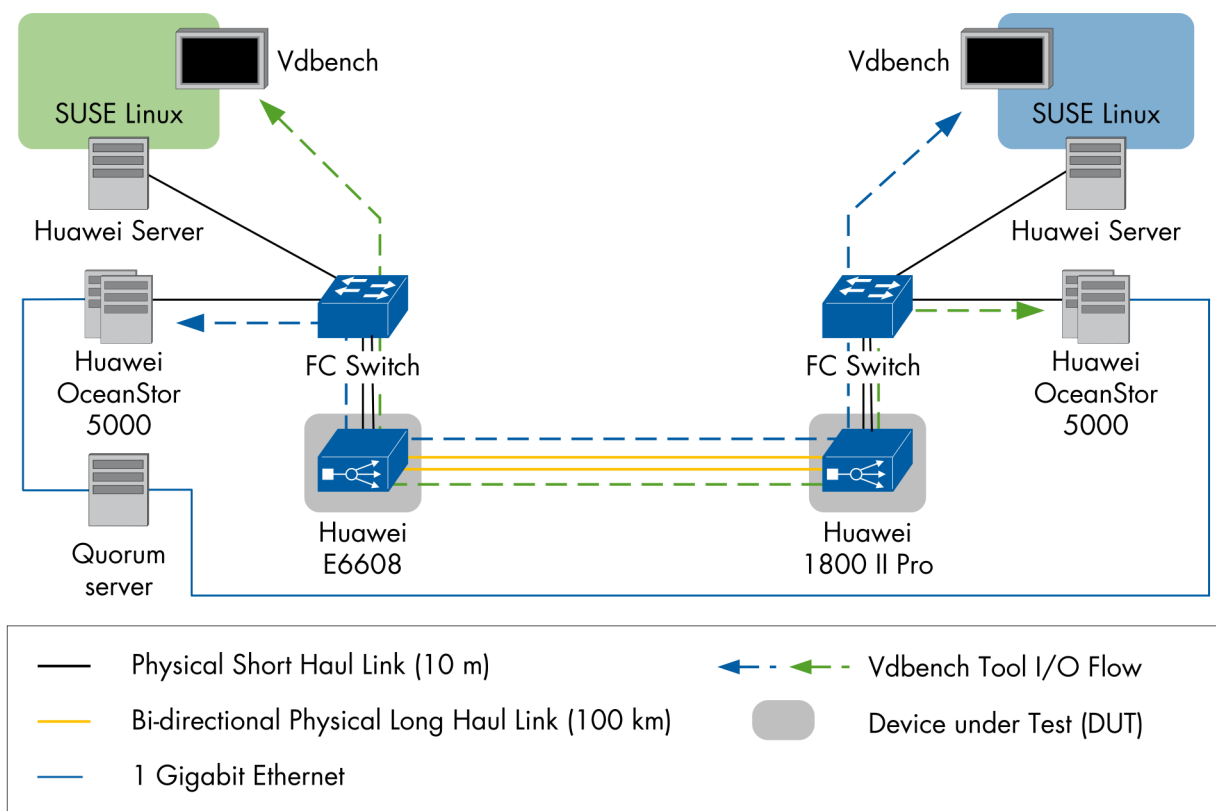 Vdbench
SUSE Linux
Huawei Server
Huawei
OceanStor
5000
Quorum
server
FC Switch
Huawei
E6608
Vdbench
SUSE Linux
Huawei Server
FC Switch
Huawei
OceanStor
5000
Huawei
1800 II Pro
Physical Short Haul Link (10 m)
Bi-directional Physical Long Haul Link (100 km)
1 Gigabit Ethernet
Vdbench Tool I/O Flow
Device under Test (DUT)